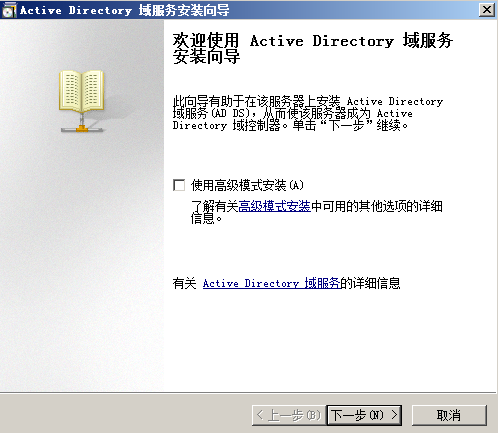 Active Directory 域服务安装向导
欢迎使用 Active Directory 域服务
安装向导
此向导有助于在该服务器上安装 Active Directory
域服务(AD DS)，从而使该服务器成为 Active
Directory 域控制器。单击“下一步”继续。
使用高级模式安装(A)
了解有关高级模式安装中可用的其他选项的详细
信息。
有关 Active Directory 域服务的详细信息
< 上一步(B) 下一步(N) > 取消